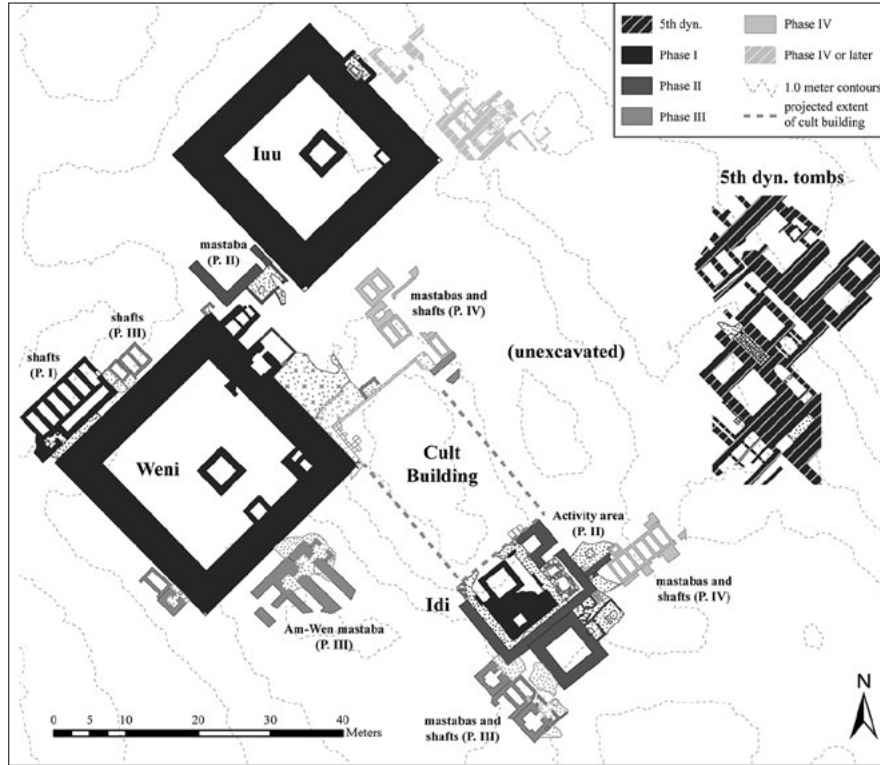 5th dyn.
Phase I
Phase II
Phase III
Phase IV
Phase IV or later
1.0 meter contours
projected extent
of cult building
Iuu
5th dyn. tombs
mastaba
(P. II)
mastabas and
shafts (P. IV)
shafts
(P. III)
shafts
(P. I)
(unexcavated)
Weni
Cult
Building
Activity area
(P. II)
Idi
mastabas and
shafts (P. IV)
Am-Wen mastaba
(P. III)
mastabas and
shafts (P. III)
N
0 5 10 20 30 40
Meters